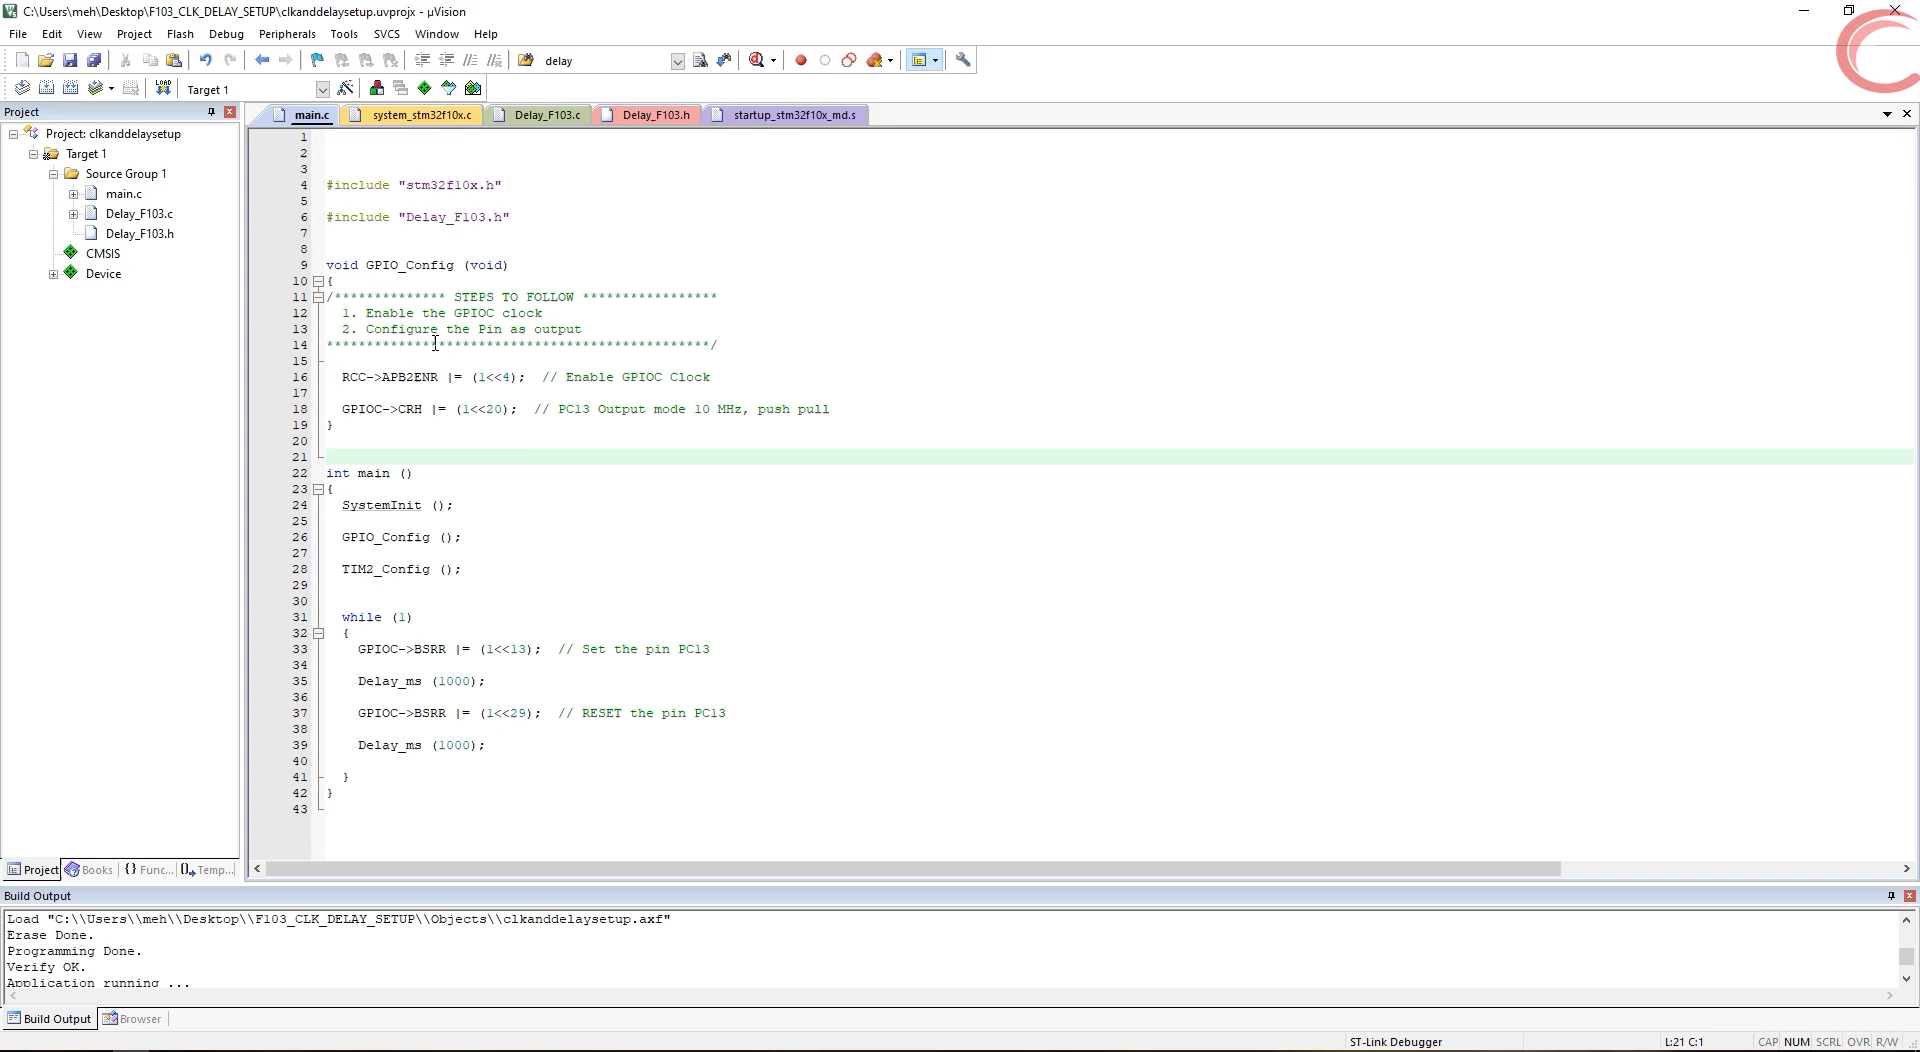 C:\Users\meh\Desktop\F103_CLK_DELAY_SETUP\clkanddelaysetup.uvprojx - µVision
File Edit View Project Flash Debug Peripherals Tools SVCS Window Help
delay
LOAD Target 1
Project
Project: clkanddelaysetup
Target 1
Source Group 1
main.c
Delay_F103.c
Delay_F103.h
CMSIS
Device
main.c system_stm32f10x.c Delay_F103.c Delay_F103.h startup_stm32f10x_md.s
1
2
3
4 #include "stm32f10x.h"
5
6 #include "Delay_F103.h"
7
8
9 void GPIO_Config (void)
10 {
11 /************** STEPS TO FOLLOW *****************
12 1. Enable the GPIOC clock
13 2. Configure the Pin as output
14 ************************************************/
15
16 RCC->APB2ENR |= (1<<4); // Enable GPIOC Clock
17
18 GPIOC->CRH |= (1<<20); // PC13 Output mode 10 MHz, push pull
19 }
20
21
22 int main ()
23 {
24 SystemInit ();
25
26 GPIO_Config ();
27
28 TIM2_Config ();
29
30
31 while (1)
32 {
33 GPIOC->BSRR |= (1<<13); // Set the pin PC13
34
35 Delay_ms (1000);
36
37 GPIOC->BSRR |= (1<<29); // RESET the pin PC13
38
39 Delay_ms (1000);
40
41 }
42 }
43
Project Books {} Func... Temp...
Build Output
Load "C:\\Users\\meh\\Desktop\\F103_CLK_DELAY_SETUP\\Objects\\clkanddelaysetup.axf"
Erase Done.
Programming Done.
Verify OK.
Application running ...
Build Output Browser
ST-Link Debugger L:21 C:1 CAP NUM SCRL OVR R/W